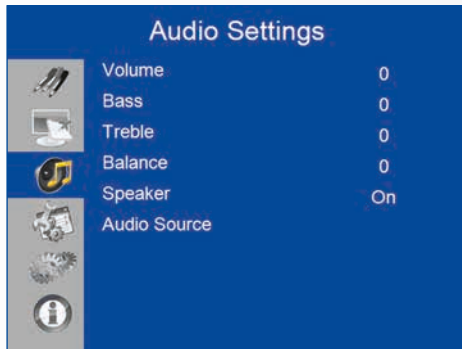 Audio Settings
Volume 0
Bass 0
Treble 0
Balance 0
Speaker On
Audio Source